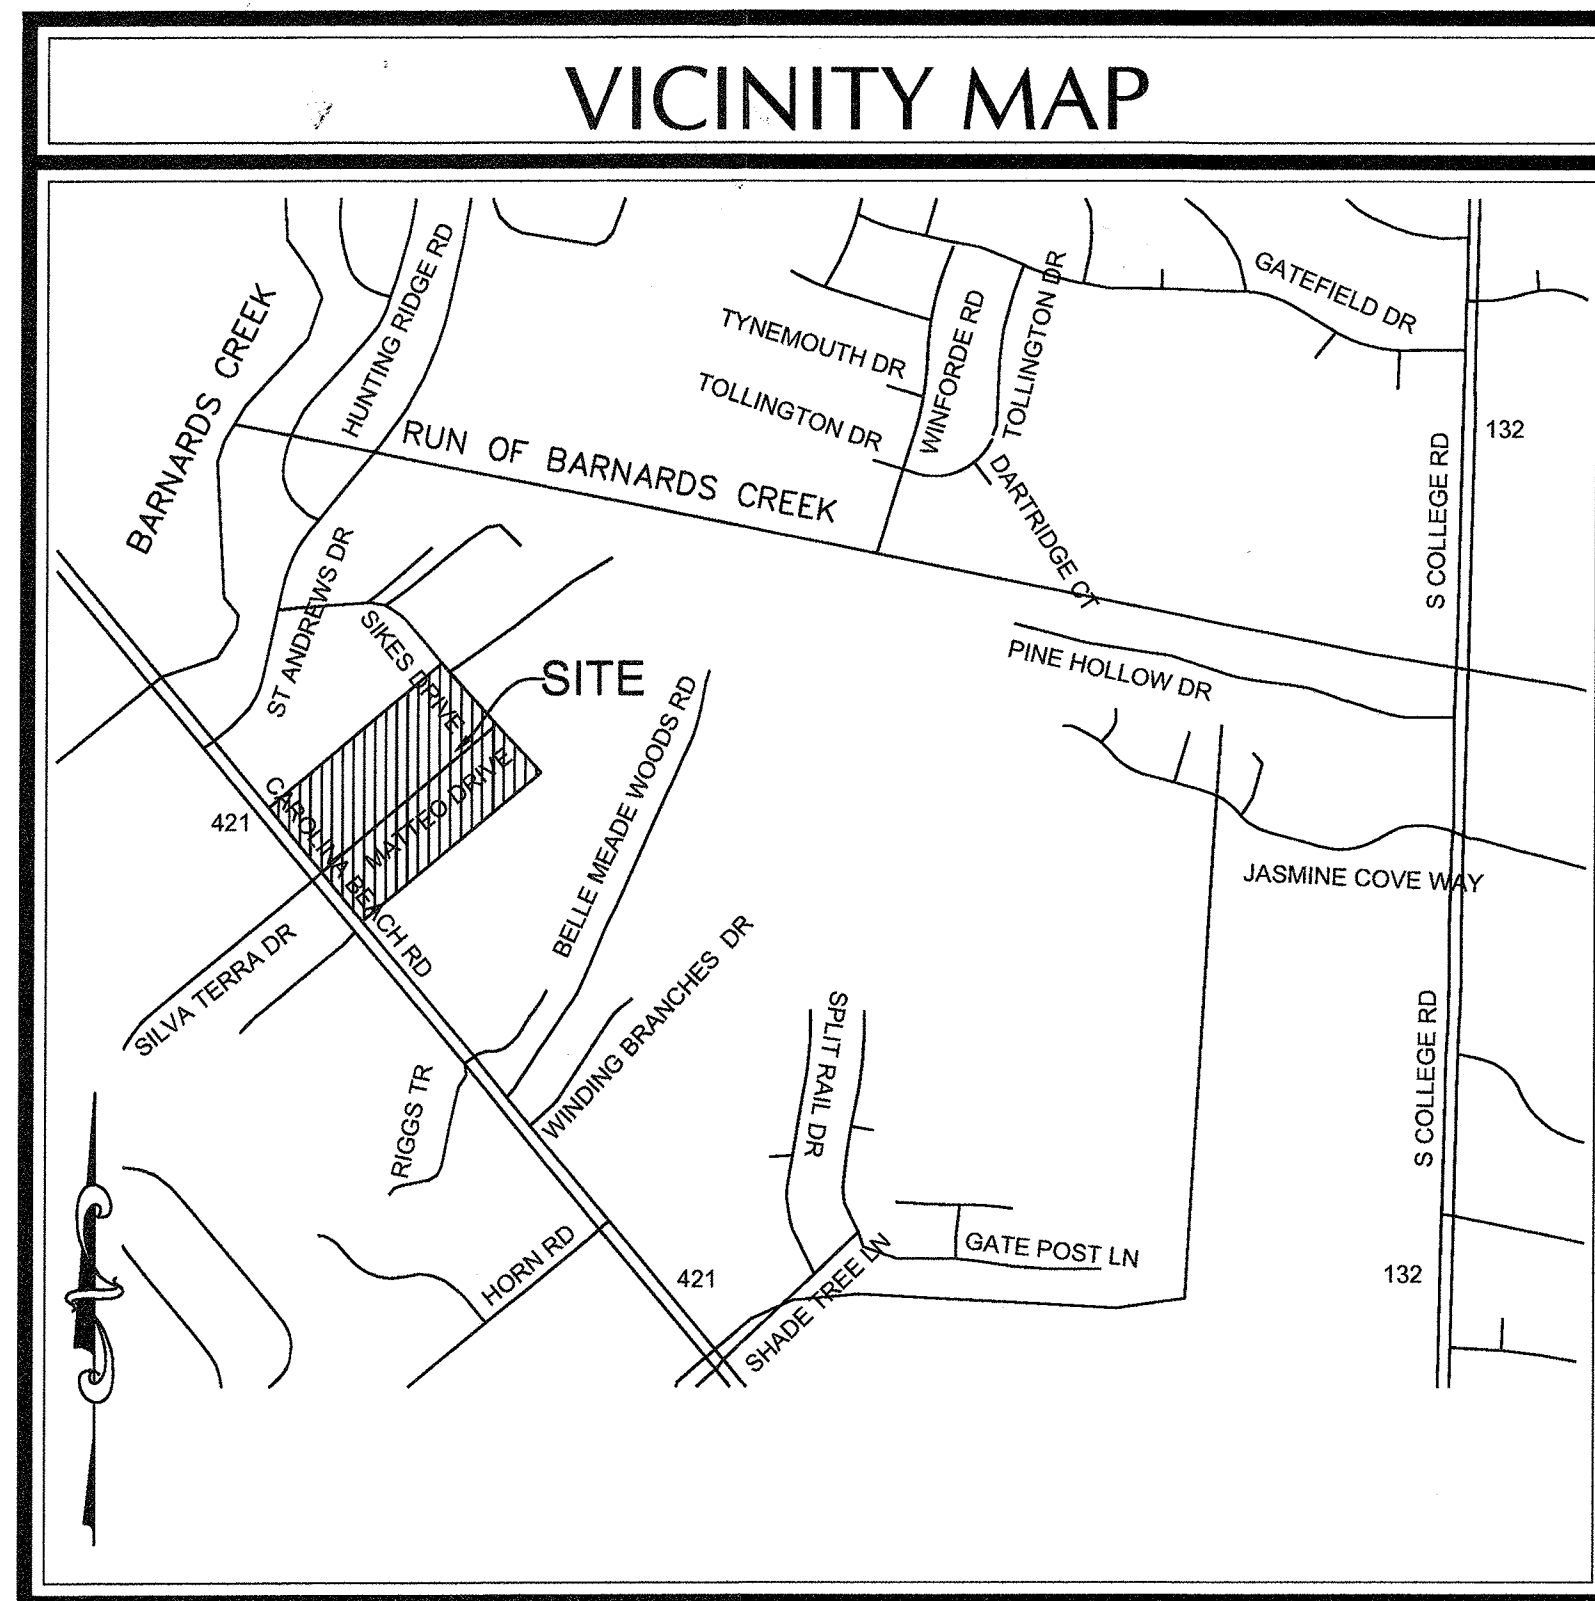 VICINITY MAP
BARNARDS CREEK
HUNTING RIDGE RD
GATEFIELD DR
TYNEMOUTH DR
TOLLINGTON DR
WINFORDE RD
TOLLINGTON DR
132
RUN OF BARNARDS CREEK
DARTRIDGE CT
S COLLEGE RD
ST ANDREWS DR
SIKES DRIVE
SITE
PINE HOLLOW DR
421
CAROLINA BEACH RD
MATTEO DRIVE
BELLE MEADE WOODS RD
JASMINE COVE WAY
SILVA TERRA DR
WINDING BRANCHES DR
SPLIT RAIL DR
S COLLEGE RD
RIGGS TR
HORN RD
421
GATE POST LN
SHADE TREE LN
132